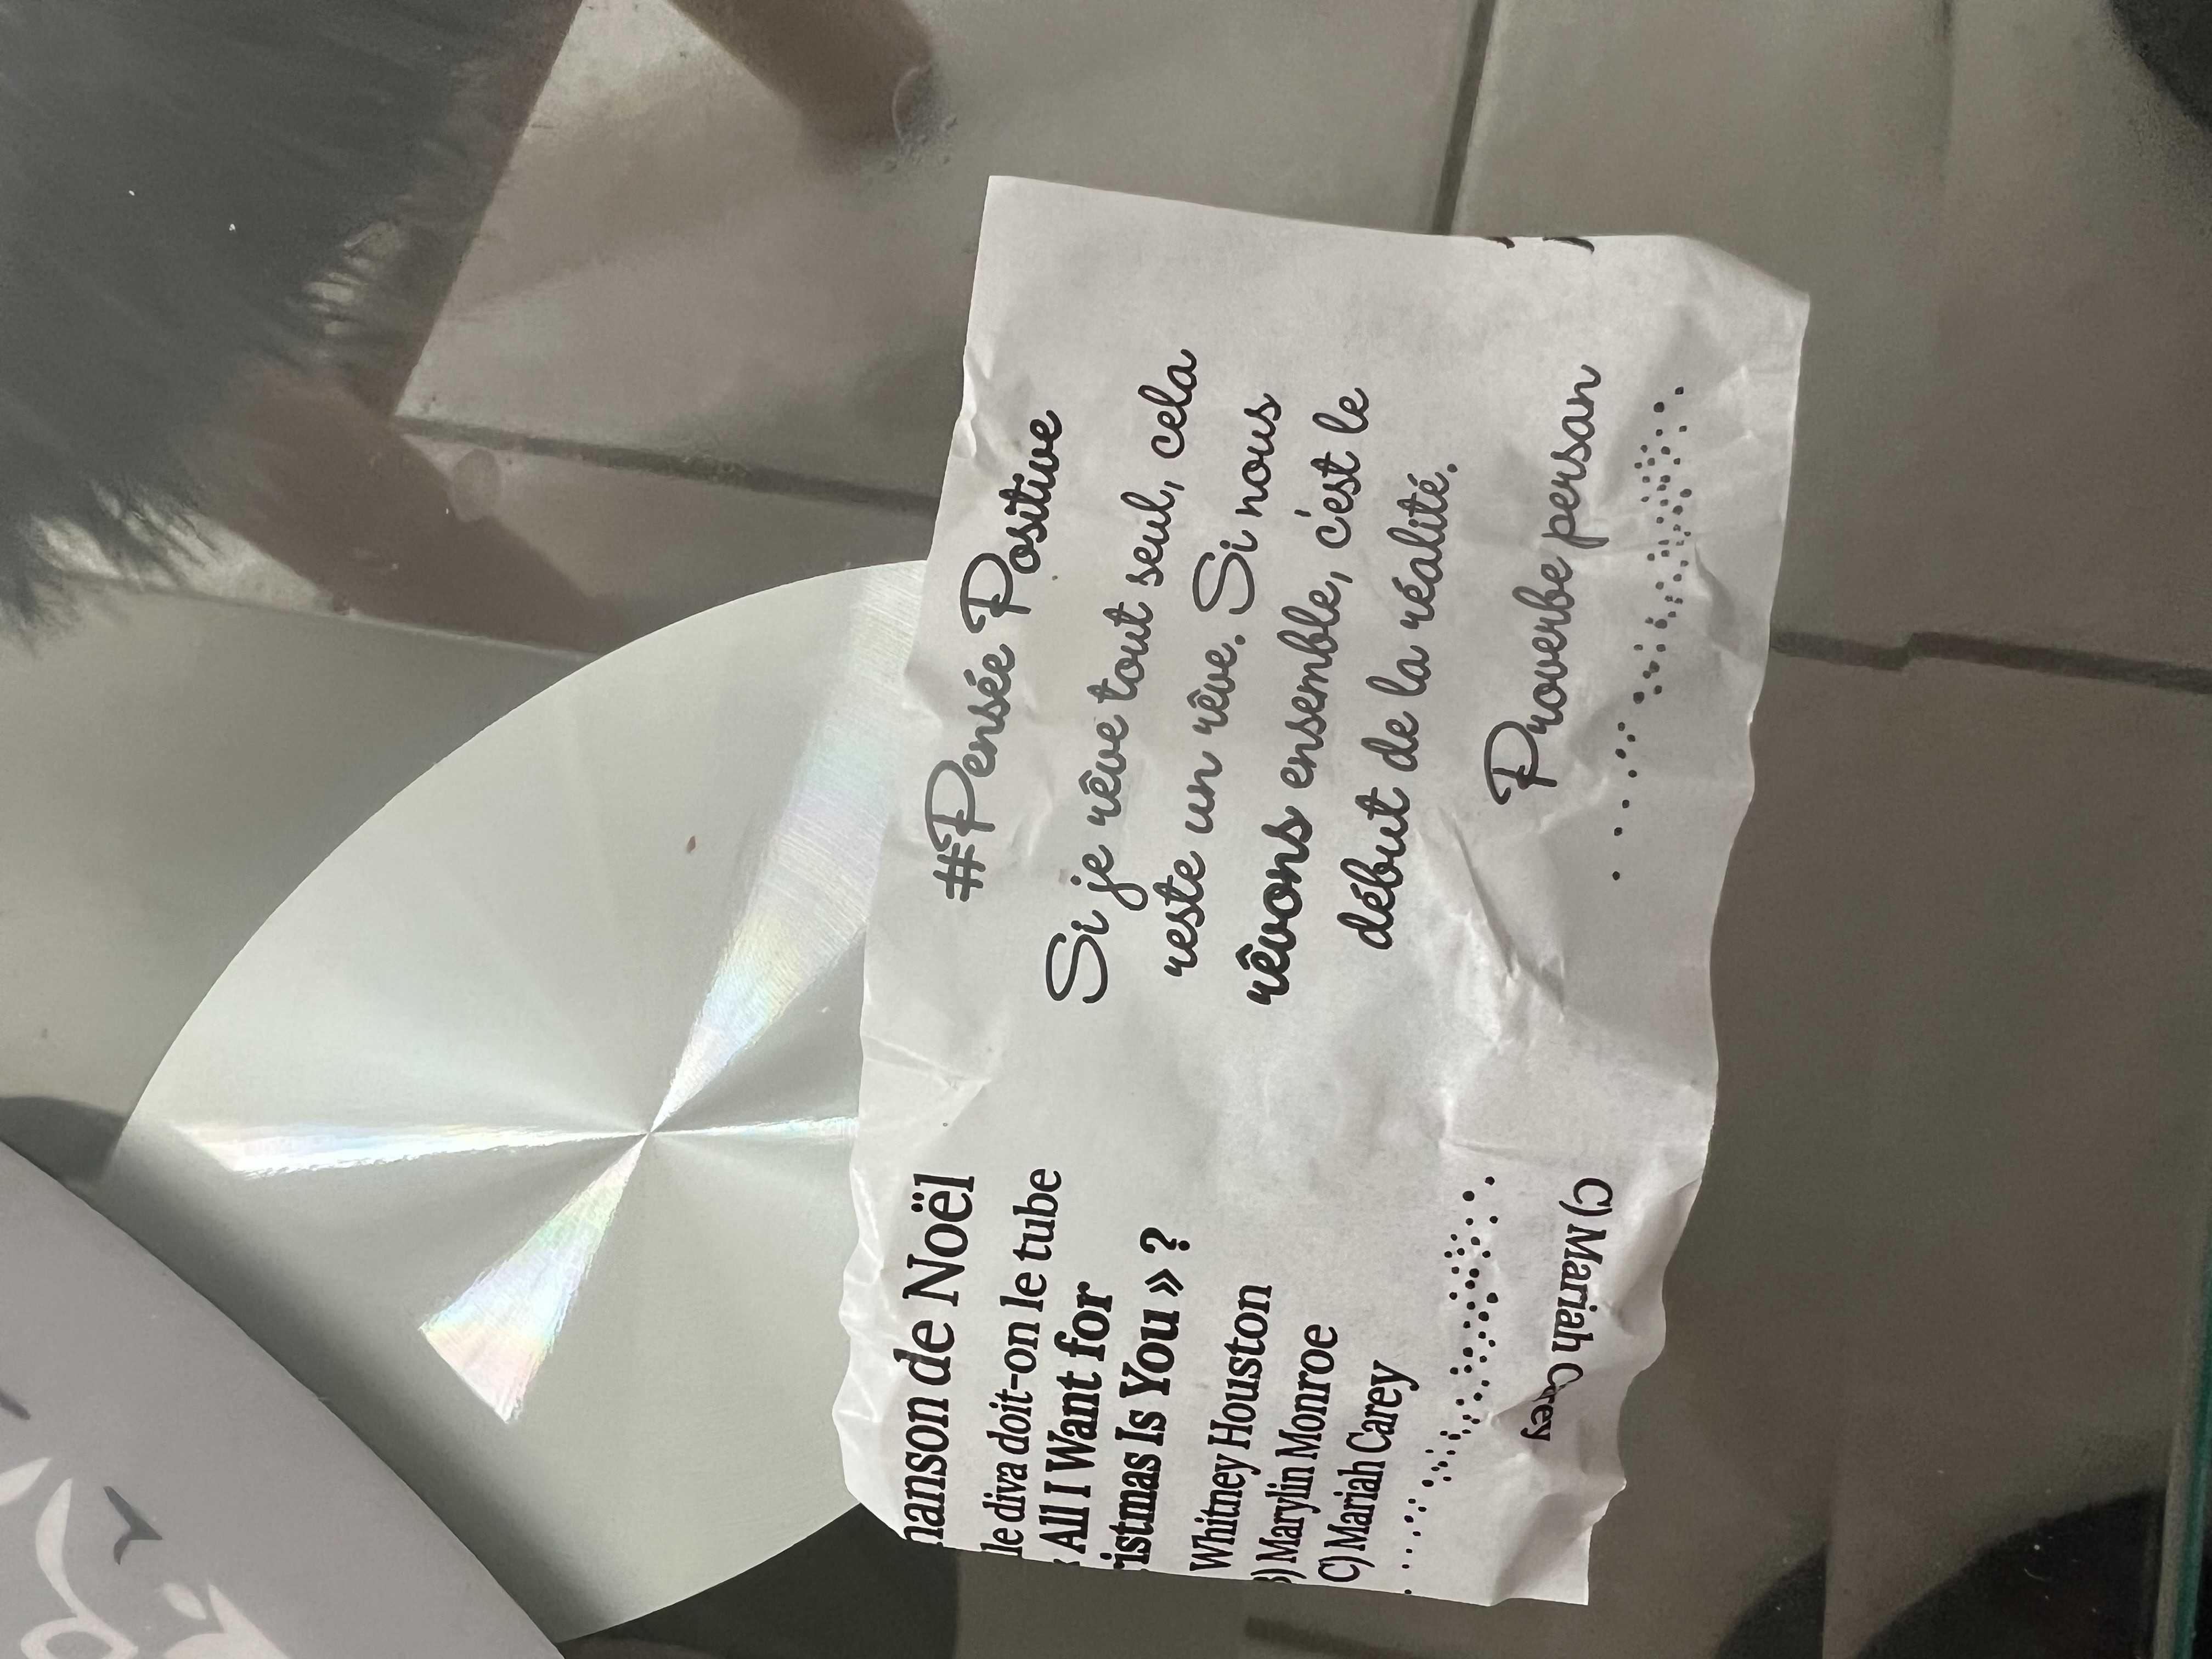 #Pensée Positive
Si je rêve tout seul, cela
reste un rêve. Si nous
rêvons ensemble, c'est le
début de la réalité.
Proverbe persan
hanson de Noël
le diva doit-on le tube
All I Want for
ristmas Is You » ?
Whitney Houston
B) Marylin Monroe
C) Mariah Carey
C) Mariah Carey